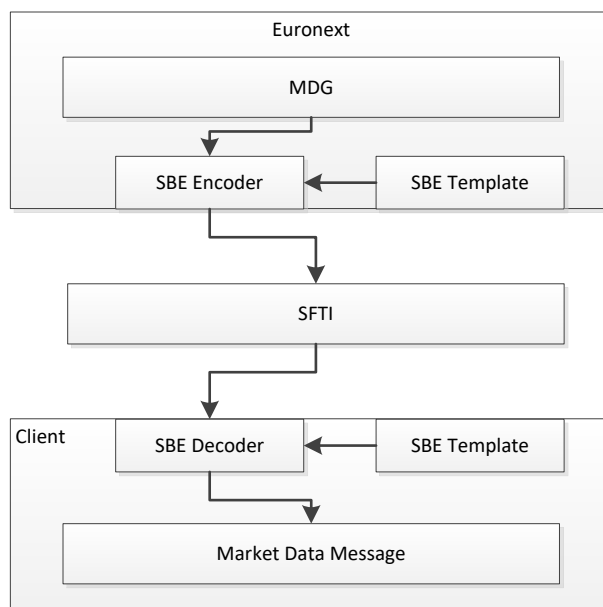 Euronext
MDG
SBE Encoder
SBE Template
SFTI
Client
SBE Decoder
SBE Template
Market Data Message